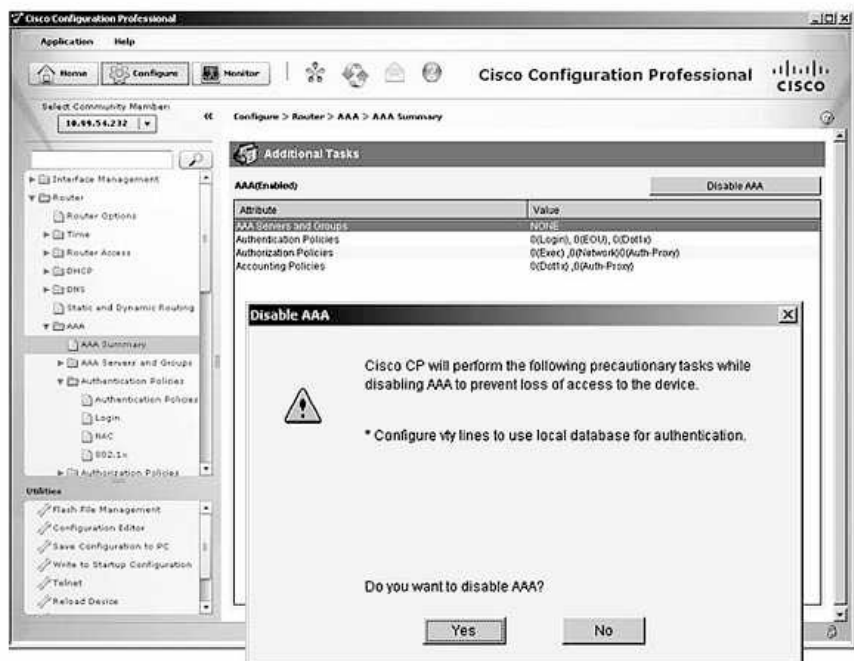 Cisco Configuration Professional
Application Help
Home Configure Monitor Cisco Configuration Professional CISCO
Select Community Member:
10.99.54.232
Configure > Router > AAA > AAA Summary
Additional Tasks
AAA(Enabled) Disable AAA
Attribute Value
AAA Servers and Groups NONE
Authentication Policies 0(Login), 0(EOU), 0(Dot1x)
Authorization Policies 0(Exec) ,0(Network)0(Auth-Proxy)
Accounting Policies 0(Dot1x) ,0(Auth-Proxy)
Interface Management
Router
Router Options
Time
Router Access
DHCP
DNS
Static and Dynamic Routing
AAA
AAA Summary
AAA Servers and Groups
Authentication Policies
Authentication Policies
Login
NAC
802.1x
Authorization Policies
Utilities
Flash File Management
Configuration Editor
Save Configuration to PC
Write to Startup Configuration
Telnet
Reload Device
Disable AAA
Cisco CP will perform the following precautionary tasks while
disabling AAA to prevent loss of access to the device.
* Configure vty lines to use local database for authentication.
Do you want to disable AAA?
Yes No